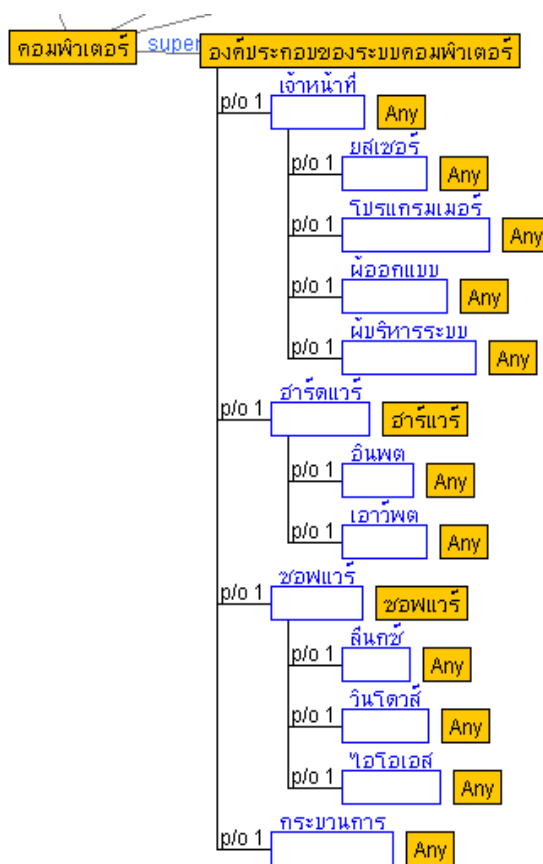 คอมพิวเตอร์ super องค์ประกอบของระบบคอมพิวเตอร์
เจ้าหน้าที่
p/o 1 Any
ยสเซอร์
p/o 1 Any
โปรแกรมเมอร์
p/o 1 Any
ผ้ออกแบบ
p/o 1 Any
ผ้บริหารระบบ
p/o 1 Any
ฮาร์ดแวร์
p/o 1 ฮาร์แวร์
อินพต
p/o 1 Any
เอาว์พต
p/o 1 Any
ซอฟแวร์
p/o 1 ซอฟแวร์
ลีนกซ์
p/o 1 Any
วินโดวส์
p/o 1 Any
ไอโอเอส
p/o 1 Any
กระบวนการ
p/o 1 Any